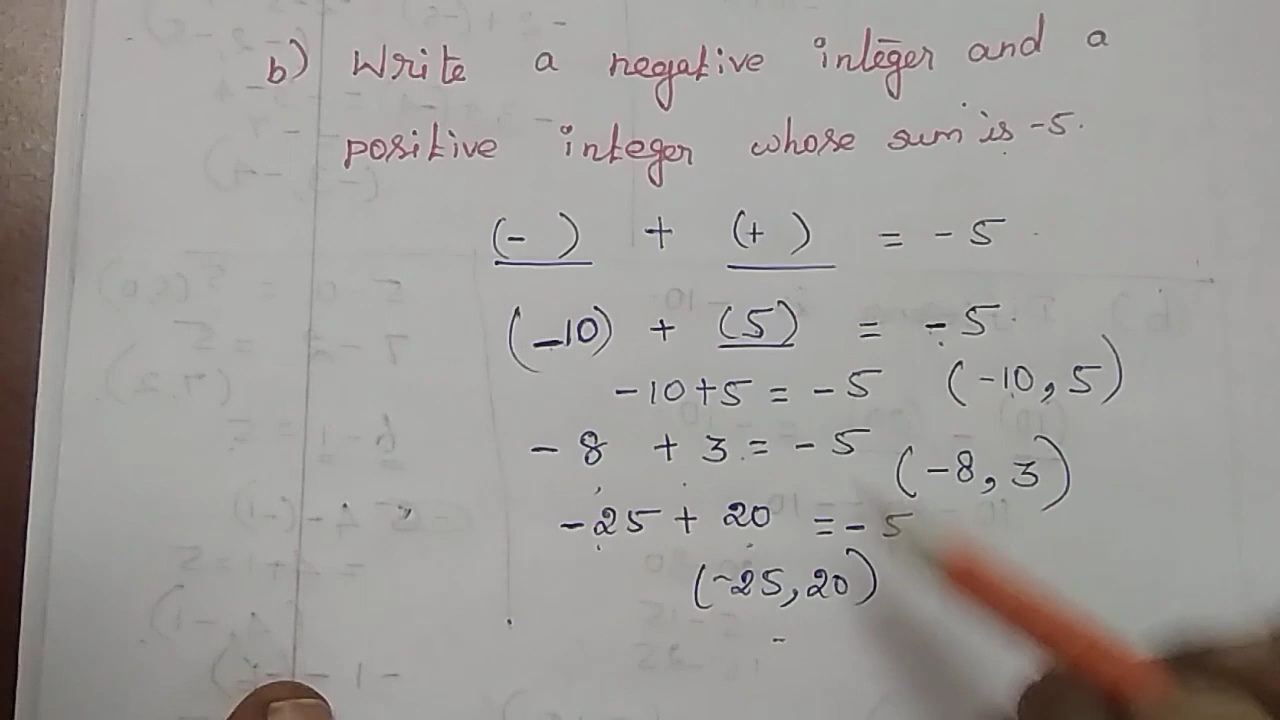 b) Write a negative integer and a
positive integer whose sum is -5.
(- ) + (+ ) = -5
(-10) + (5) = -5
-10+5 = -5 (-10, 5)
-8 + 3 = -5 (-8, 3)
-25 + 20 = -5
(-25, 20)